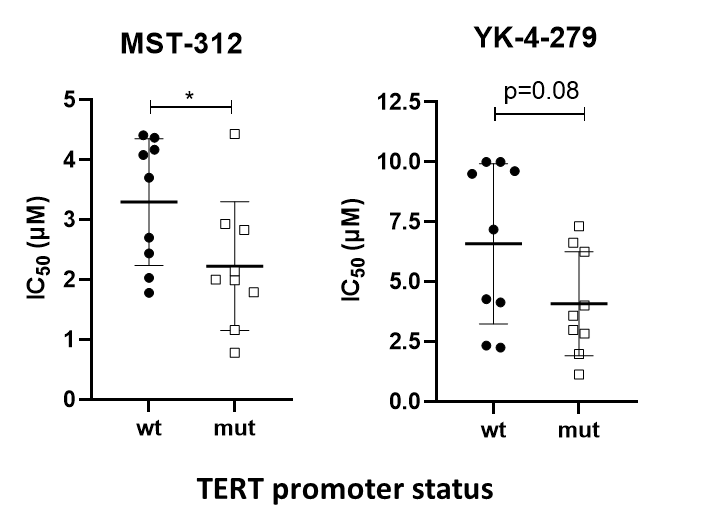 MST-312
*
5
4
3
2
1
0
IC50 (µM)
wt mut
YK-4-279
p=0.08
12.5
10.0
7.5
5.0
2.5
0.0
IC50 (µM)
wt mut
TERT promoter status